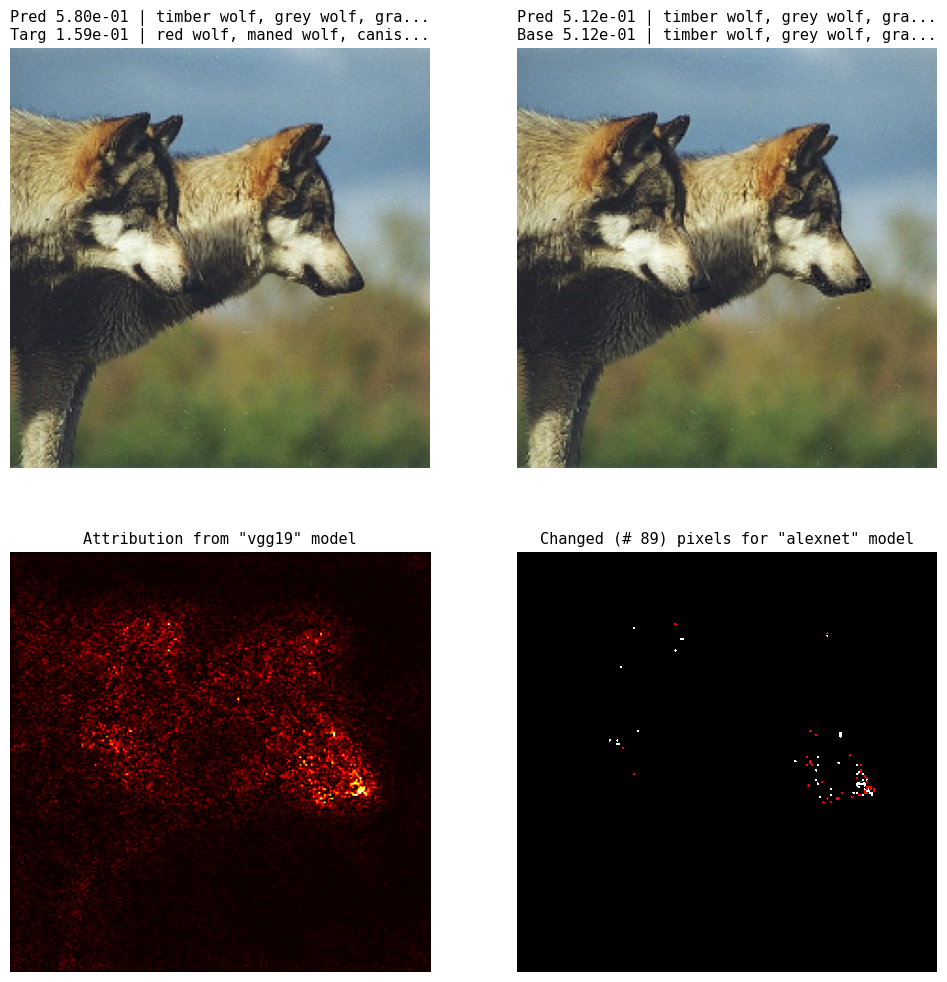 Pred 5.80e-01 | timber wolf, grey wolf, gra...
Targ 1.59e-01 | red wolf, maned wolf, canis...
Pred 5.12e-01 | timber wolf, grey wolf, gra...
Base 5.12e-01 | timber wolf, grey wolf, gra...
Attribution from "vgg19" model
Changed (# 89) pixels for "alexnet" model